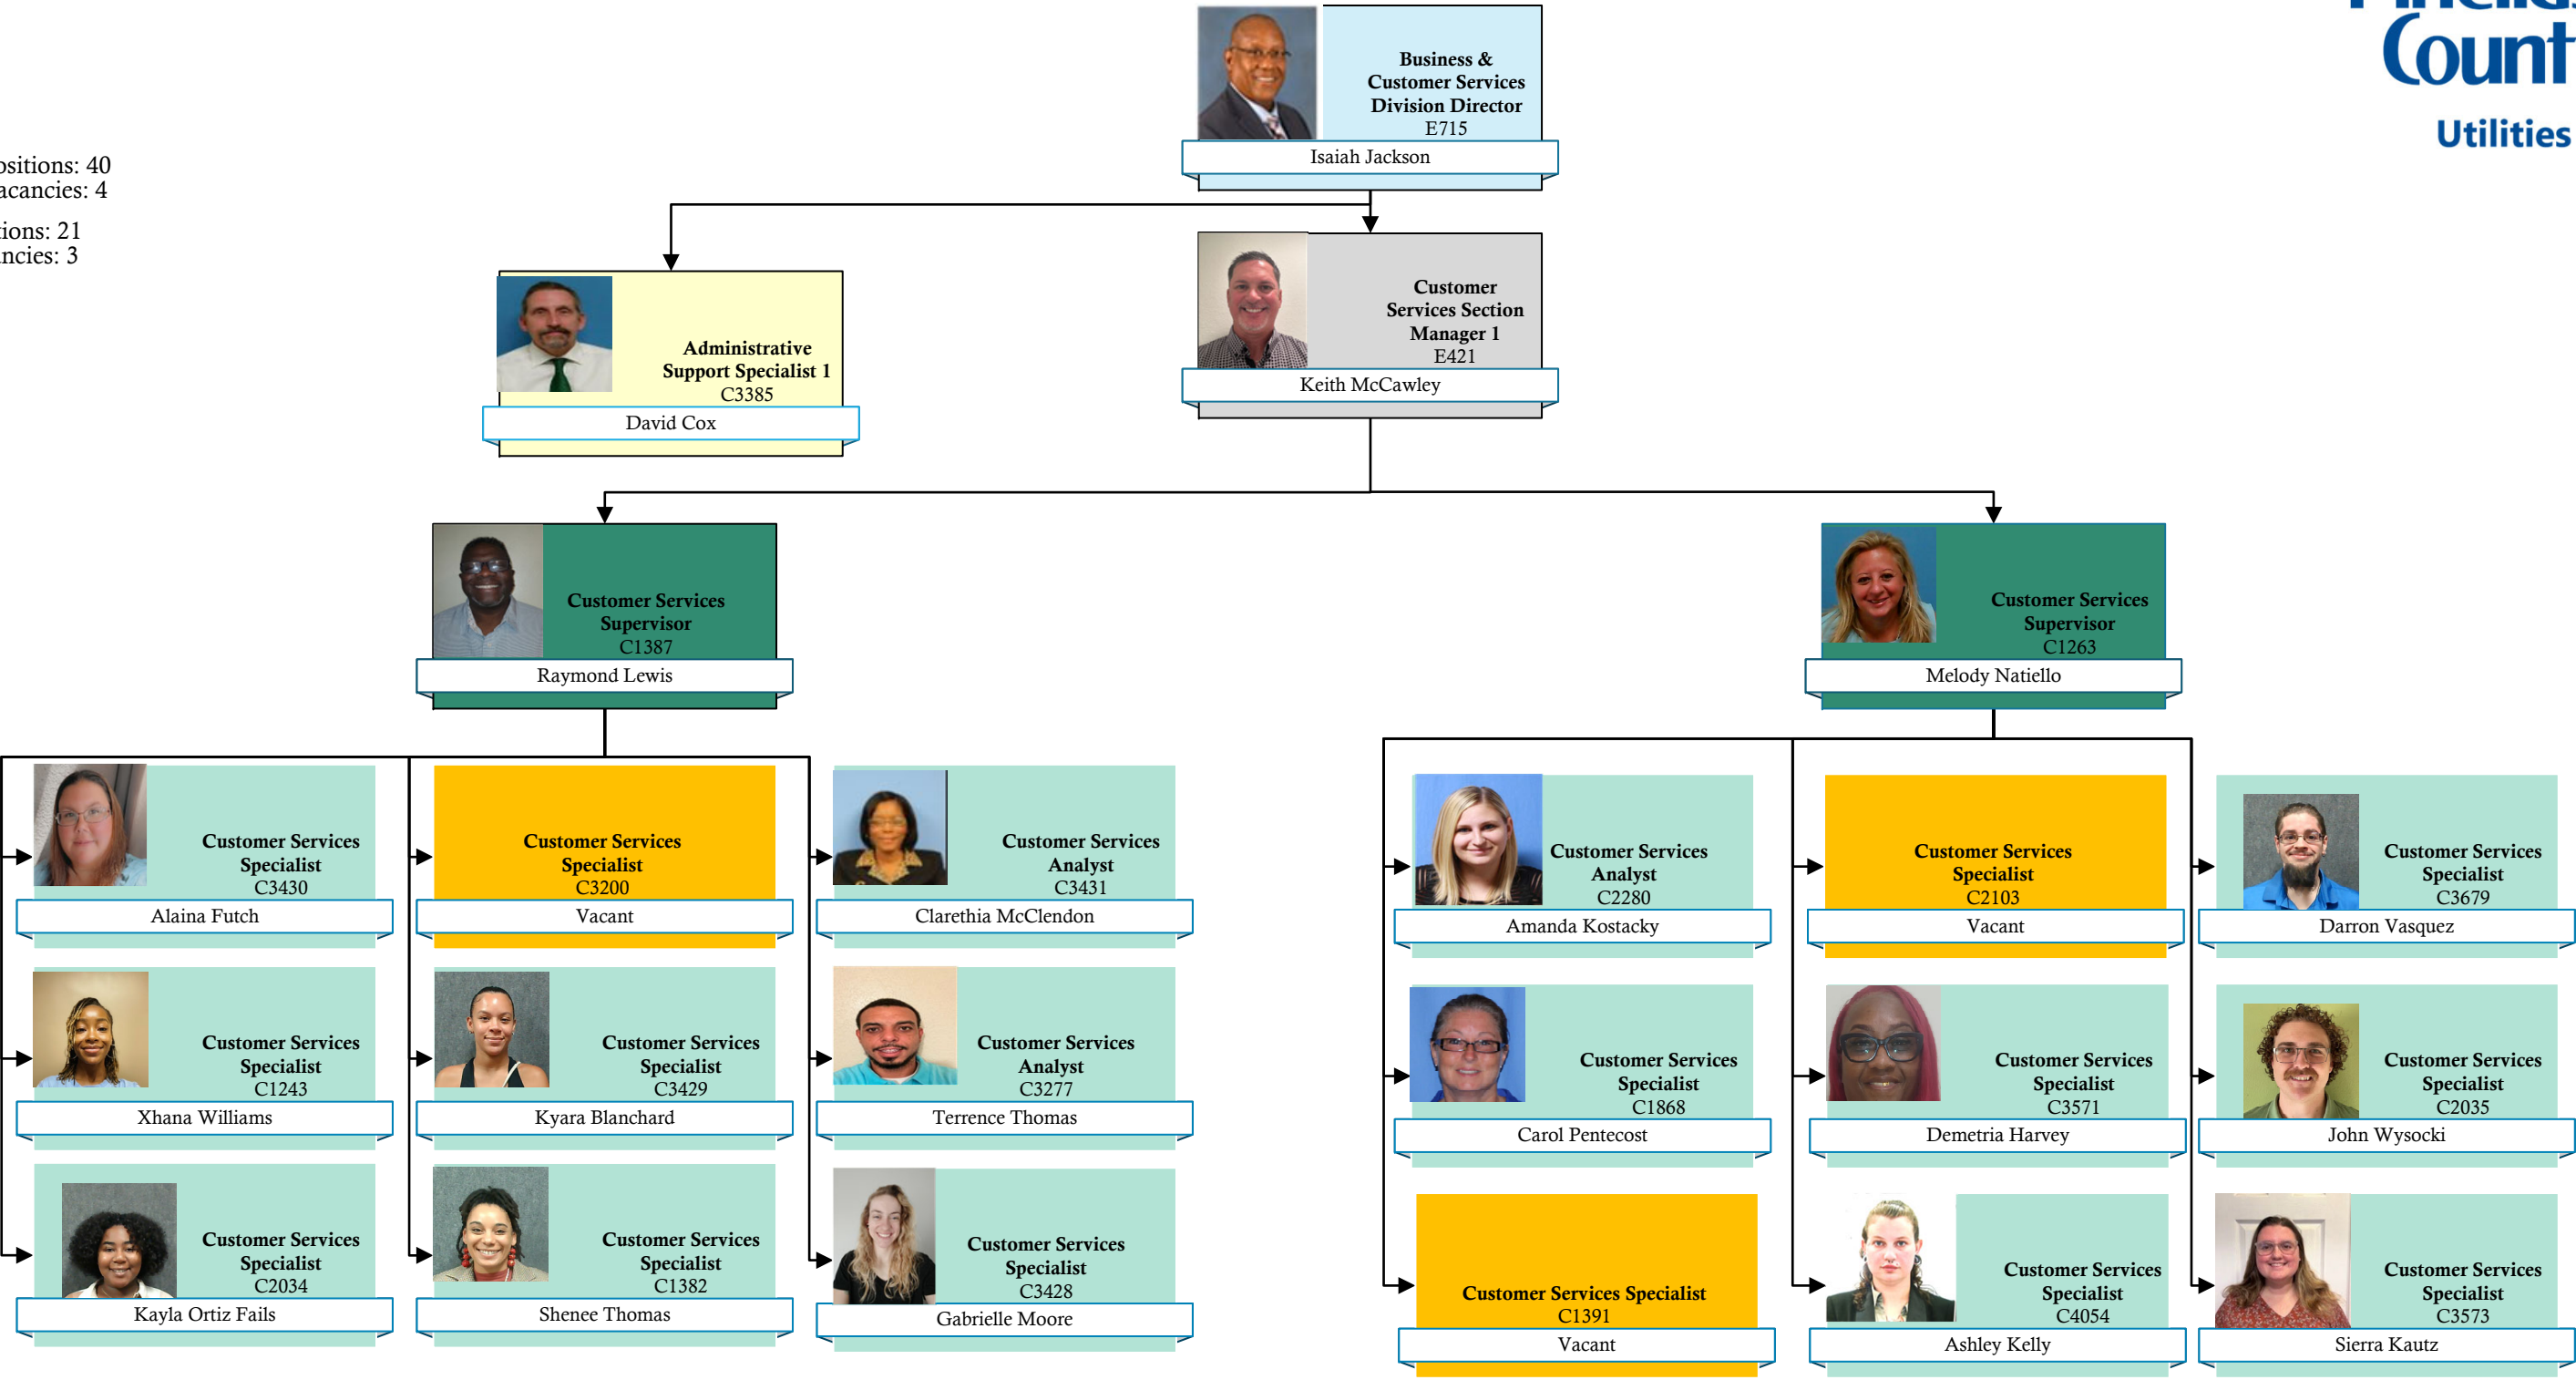 Count
Utilities
ositions: 40
acancies: 4
tions: 21
ncies: 3
Business &
Customer Services
Division Director
E715
Isaiah Jackson
Administrative
Support Specialist 1
C3385
David Cox
Customer
Services Section
Manager 1
E421
Keith McCawley
Customer Services
Supervisor
C1387
Raymond Lewis
Customer Services
Supervisor
C1263
Melody Natiello
Customer Services
Specialist
C3430
Alaina Futch
Customer Services
Specialist
C3200
Vacant
Customer Services
Analyst
C3431
Clarethia McClendon
Customer Services
Analyst
C2280
Amanda Kostacky
Customer Services
Specialist
C2103
Vacant
Customer Services
Specialist
C3679
Darron Vasquez
Customer Services
Specialist
C1243
Xhana Williams
Customer Services
Specialist
C3429
Kyara Blanchard
Customer Services
Analyst
C3277
Terrence Thomas
Customer Services
Specialist
C1868
Carol Pentecost
Customer Services
Specialist
C3571
Demetria Harvey
Customer Services
Specialist
C2035
John Wysocki
Customer Services
Specialist
C2034
Kayla Ortiz Fails
Customer Services
Specialist
C1382
Shenee Thomas
Customer Services
Specialist
C3428
Gabrielle Moore
Customer Services Specialist
C1391
Vacant
Customer Services
Specialist
C4054
Ashley Kelly
Customer Services
Specialist
C3573
Sierra Kautz